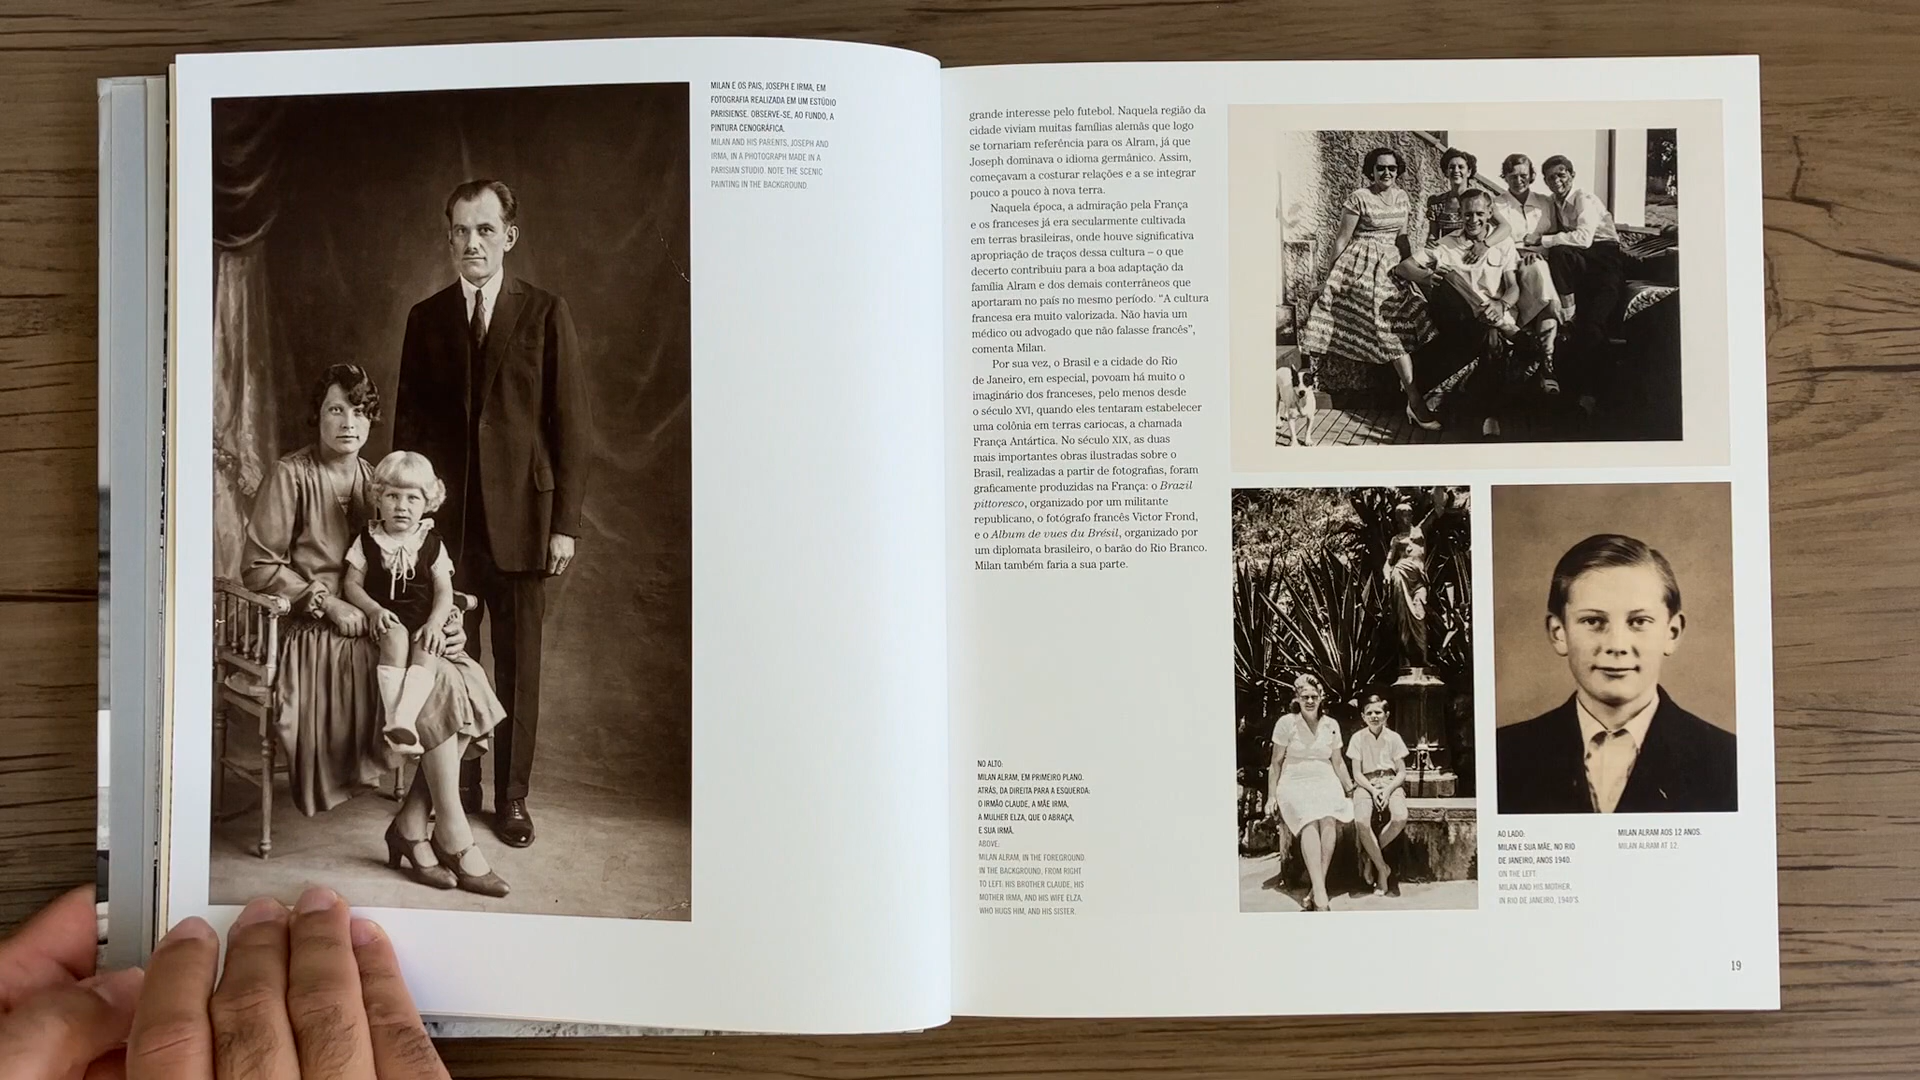 MILAN E OS PAIS, JOSEPH E IRMA, EM
FOTOGRAFIA REALIZADA EM UM ESTÚDIO
PARISIENSE. OBSERVE-SE, AO FUNDO, A
PINTURA CENOGRÁFICA.
MILAN AND HIS PARENTS, JOSEPH AND
IRMA, IN A PHOTOGRAPH MADE IN A
PARISIAN STUDIO. NOTE THE SCENIC
PAINTING IN THE BACKGROUND.
grande interesse pelo futebol. Naquela região da
cidade viviam muitas famílias alemãs que logo
se tornariam referência para os Alram, já que
Joseph dominava o idioma germânico. Assim,
começavam a costurar relações e a se integrar
pouco a pouco à nova terra.
Naquela época, a admiração pela França
e os franceses já era secularmente cultivada
em terras brasileiras, onde houve significativa
apropriação de traços dessa cultura – o que
decerto contribuiu para a boa adaptação da
família Alram e dos demais conterrâneos que
aportaram no país no mesmo período. “A cultura
francesa era muito valorizada. Não havia um
médico ou advogado que não falasse francês”,
comenta Milan.
Por sua vez, o Brasil e a cidade do Rio
de Janeiro, em especial, povoam há muito o
imaginário dos franceses, pelo menos desde
o século XVI, quando eles tentaram estabelecer
uma colônia em terras cariocas, a chamada
França Antártica. No século XIX, as duas
mais importantes obras ilustradas sobre o
Brasil, realizadas a partir de fotografias, foram
graficamente produzidas na França: o Brazil
pittoresco, organizado por um militante
republicano, o fotógrafo francês Victor Frond,
e o Album de vues du Brésil, organizado por
um diplomata brasileiro, o barão do Rio Branco.
Milan também faria a sua parte.
NO ALTO:
MILAN ALRAM, EM PRIMEIRO PLANO.
ATRÁS, DA DIREITA PARA A ESQUERDA:
O IRMÃO CLAUDE, A MÃE IRMA,
A MULHER ELZA, QUE O ABRAÇA,
E SUA IRMÃ.
ABOVE:
MILAN ALRAM, IN THE FOREGROUND.
IN THE BACKGROUND, FROM RIGHT
TO LEFT: HIS BROTHER CLAUDE, HIS
MOTHER IRMA, AND HIS WIFE ELZA,
WHO HUGS HIM, AND HIS SISTER.
AO LADO:
MILAN E SUA MÃE, NO RIO
DE JANEIRO, ANOS 1940.
ON THE LEFT:
MILAN AND HIS MOTHER,
IN RIO DE JANEIRO, 1940'S
MILAN ALRAM AOS 12 ANOS.
MILAN ALRAM AT 12.
19